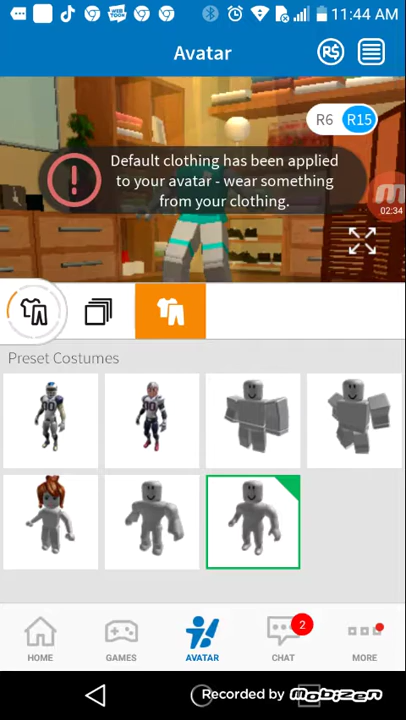 11:44 AM
Avatar
R$
R6 R15
Default clothing has been applied
to your avatar - wear something
from your clothing.
02:34
Preset Costumes
HOME
GAMES
AVATAR
2
CHAT
MORE
Recorded by mobizen